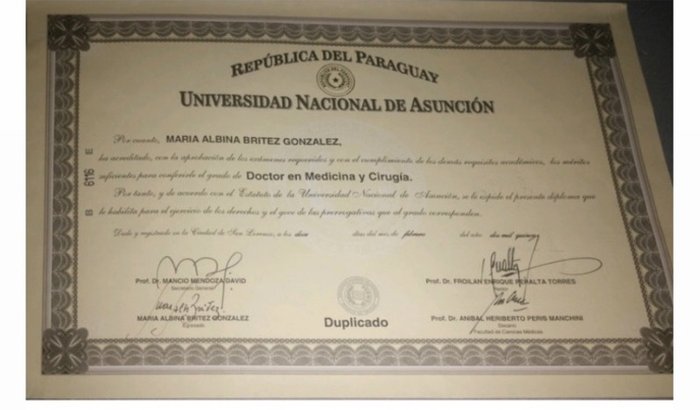 REPÚBLICA DEL PARAGUAY
UNIVERSIDAD NACIONAL DE ASUNCIÓN
Por cuanto, MARIA ALBINA BRITEZ GONZALEZ,
ha acreditado, con la aprobación de los exámenes requeridos y con el cumplimiento de los demás requisitos académicos, los méritos
suficientes para conferirle el grado de Doctor en Medicina y Cirugía.
Por tanto, y de acuerdo con el Estatuto de la Universidad Nacional de Asunción, se le expide el presente diploma que
le habilita para el ejercicio de los derechos y el goce de las prerrogativas que al grado corresponden.
Dado y registrado en la Ciudad de San Lorenzo, a los días del mes de febrero del año dos mil quince
B 6116 E
Prof. Dr. MANCIO MENDOZA DAVID
Secretario General
Prof. Dr. FROILÁN ENRIQUE PERALTA TORRES
Rector
MARIA ALBINA BRITEZ GONZALEZ
Egresado
Duplicado
Prof. Dr. ANIBAL HERIBERTO PERIS MANCHINI
Decano
Facultad de Ciencias Médicas